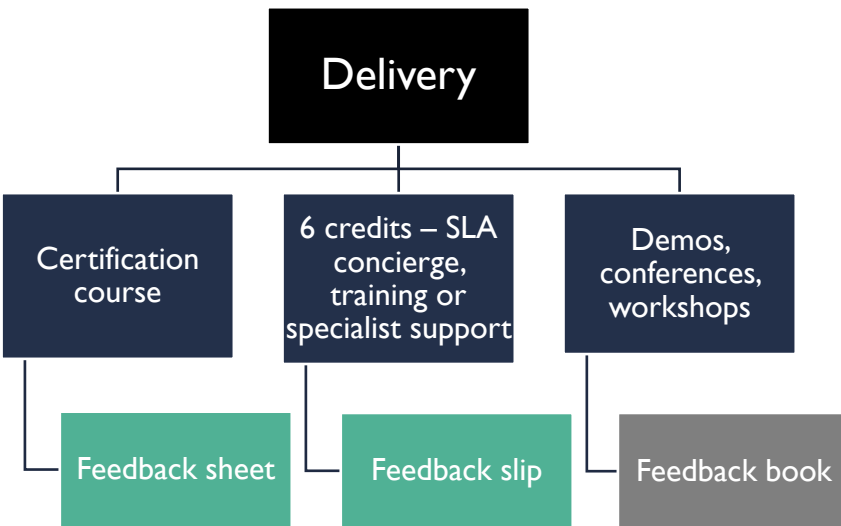 Delivery
Certification
course
6 credits – SLA
concierge,
training or
specialist support
Demos,
conferences,
workshops
Feedback sheet
Feedback slip
Feedback book